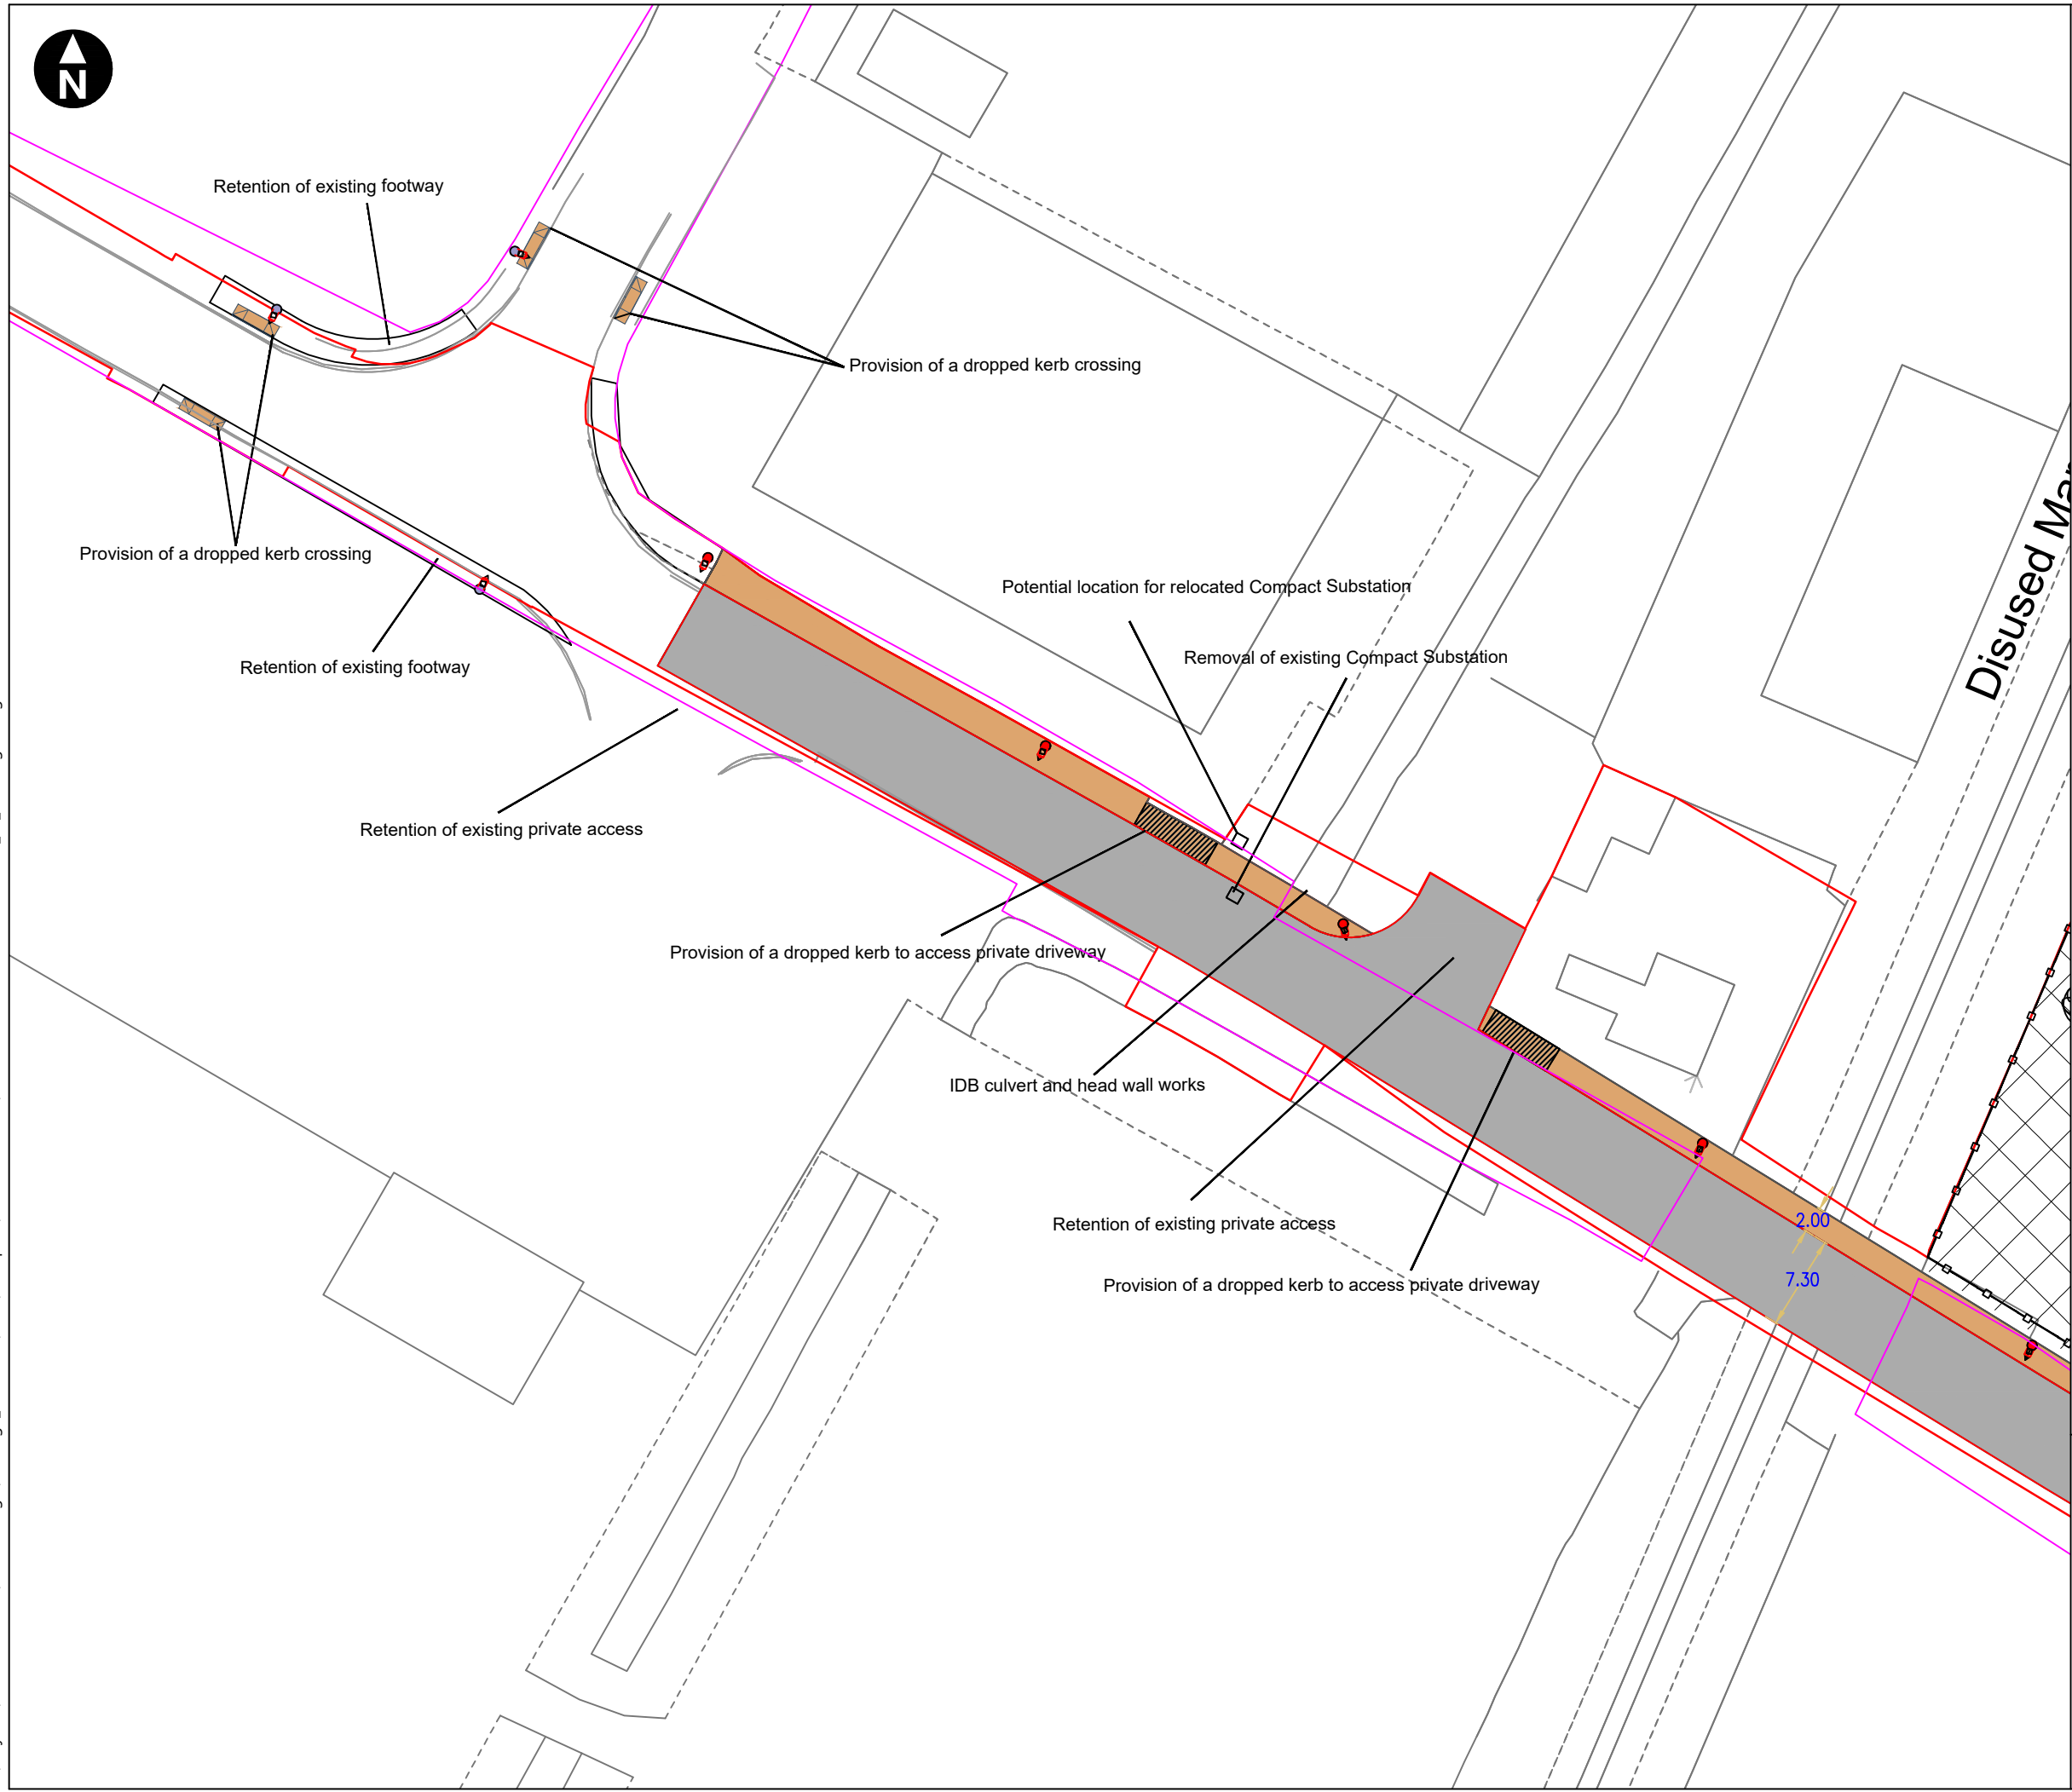 N
Retention of existing footway
Provision of a dropped kerb crossing
Provision of a dropped kerb crossing
Potential location for relocated Compact Substation
Removal of existing Compact Substation
Retention of existing footway
Disused
Retention of existing private access
Provision of a dropped kerb to access private driveway
IDB culvert and head wall works
Retention of existing private access
2.00
7.30
Provision of a dropped kerb to access private driveway